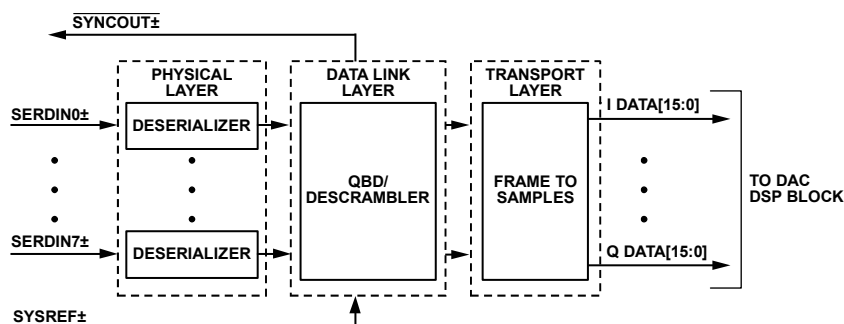 SYNCOUT±
PHYSICAL
LAYER
DATA LINK
LAYER
TRANSPORT
LAYER
SERDIN0±
DESERIALIZER
I DATA[15:0]
QBD/
DESCRAMBLER
FRAME TO
SAMPLES
TO DAC
DSP BLOCK
SERDIN7±
DESERIALIZER
Q DATA[15:0]
SYSREF±